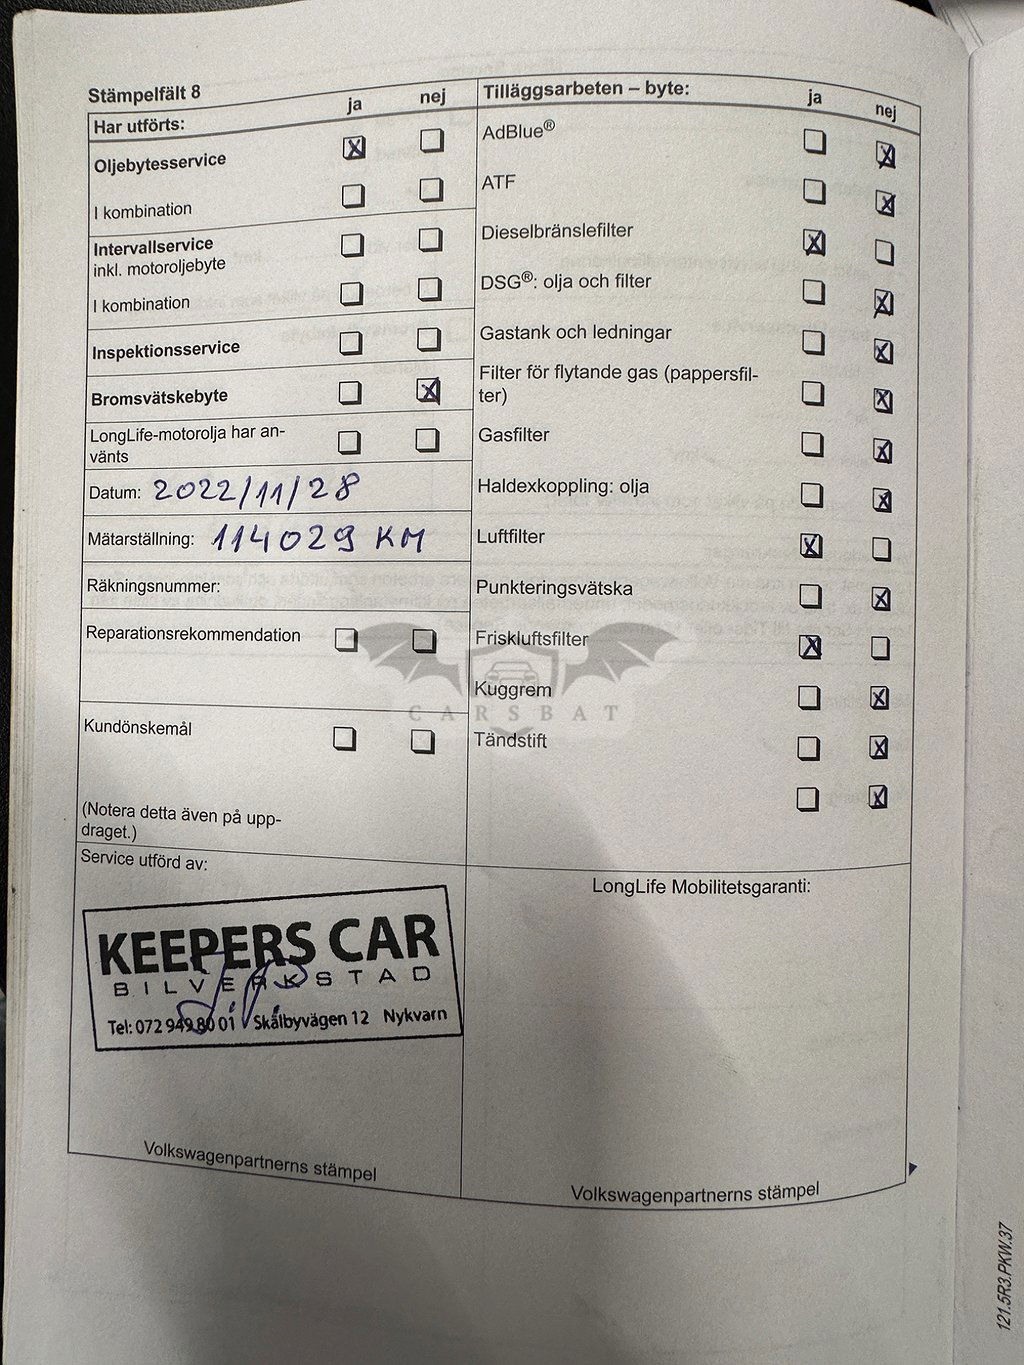 Stämpelfält 8
ja nej
Har utförts:
Oljebytesservice
I kombination
Intervallservice
inkl. motoroljebyte
I kombination
Inspektionsservice
Bromsvätskebyte
LongLife-motorolja har an-
vänts
Datum: 2022/11/28
Mätarställning: 114029 KM
Räkningsnummer:
Reparationsrekommendation
Kundönskemål
(Notera detta även på upp-
draget.)
Service utförd av:
KEEPERS CAR
BILVERKSTAD
Tel: 072 949 80 01 Skälbyvägen 12 Nykvarn
Volkswagenpartnerns stämpel
Tilläggsarbeten – byte:
ja nej
AdBlue®
ATF
Dieselbränslefilter
DSG®: olja och filter
Gastank och ledningar
Filter för flytande gas (pappersfil-
ter)
Gasfilter
Haldexkoppling: olja
Luftfilter
Punkteringsvätska
Friskluftsfilter
Kuggrem
Tändstift
LongLife Mobilitetsgaranti:
Volkswagenpartnerns stämpel
CARSBAT
121.5R3.PKW.37